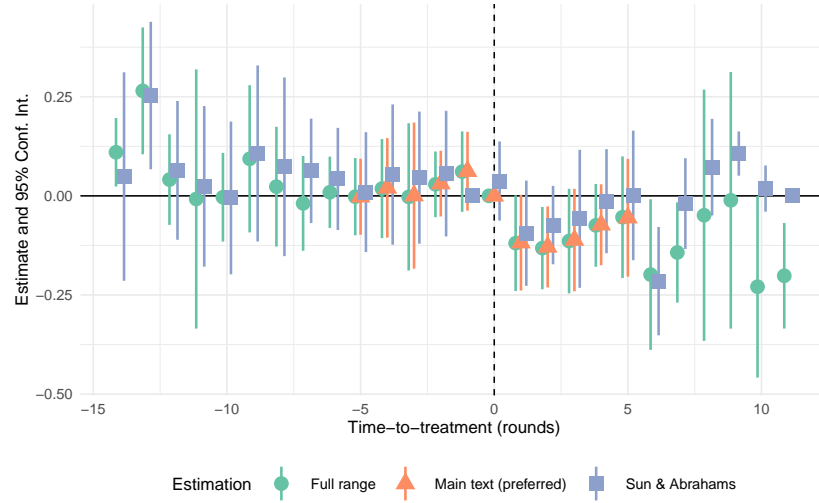 Estimate and 95% Conf. Int.
0.25
0.00
−0.25
−0.50
−15
−10
−5
0
5
10
Time-to-treatment (rounds)
Estimation
Full range
Main text (preferred)
Sun & Abrahams